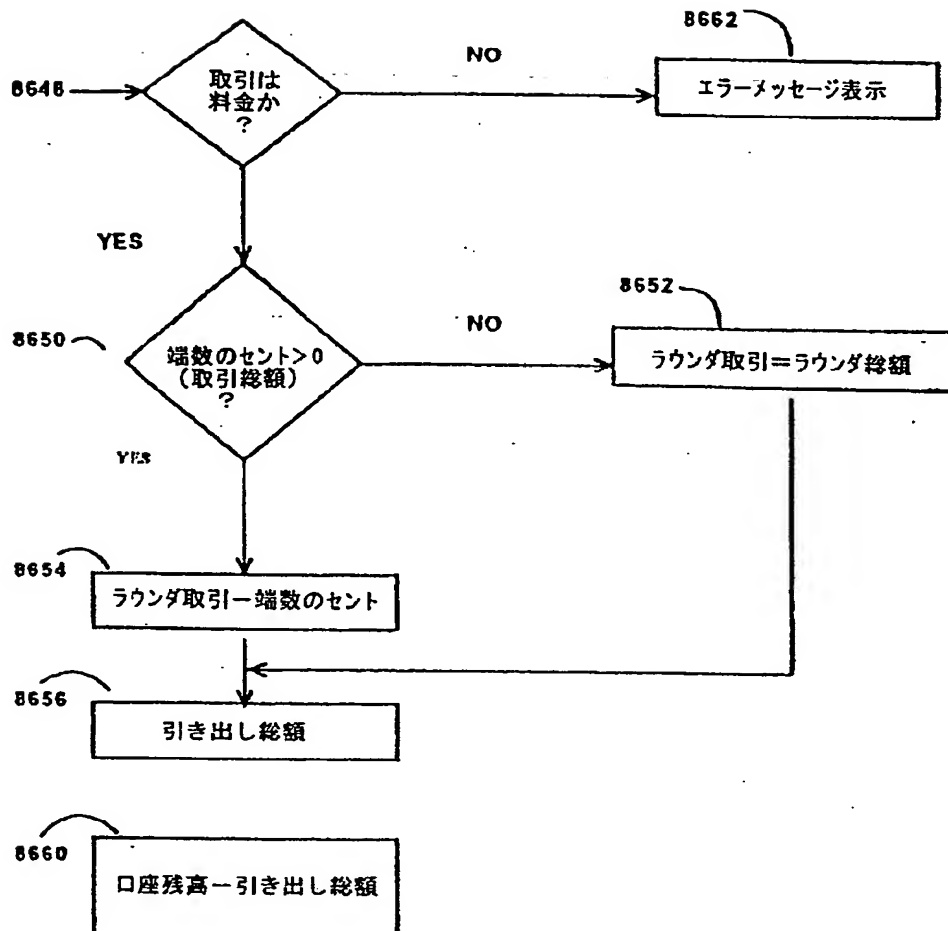 8662
NO
8648
取引は
料金か
?
エラーメッセージ表示
YES
8652
NO
8650
端数のセント>0
(取引総額)
?
ラウンダ取引=ラウンダ総額
YES
8654
ラウンダ取引ー端数のセント
8656
引き出し総額
8660
口座残高ー引き出し総額